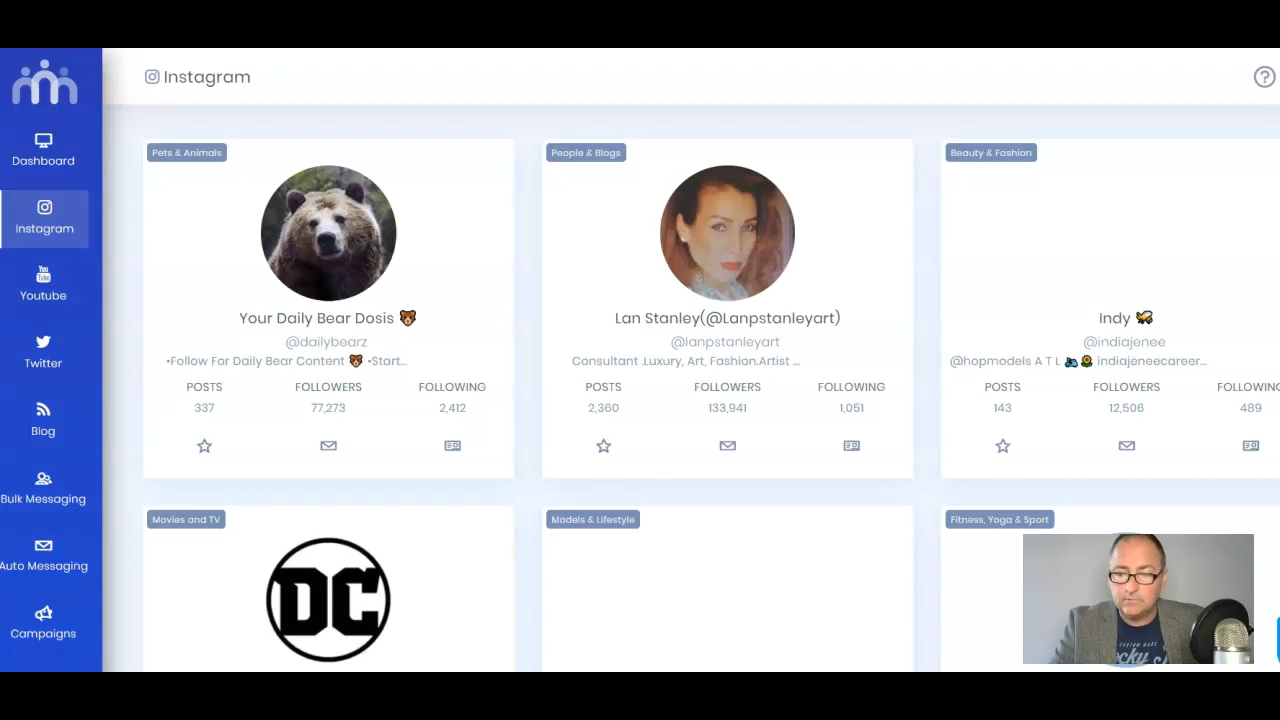 Instagram
Dashboard
Instagram
Youtube
Twitter
Blog
Bulk Messaging
Auto Messaging
Campaigns
Pets & Animals
Your Daily Bear Dosis 🐻
@dailybearz
•Follow For Daily Bear Content 🐻 •Start...
POSTS FOLLOWERS FOLLOWING
337 77,273 2,412
People & Blogs
Lan Stanley(@Lanpstanleyart)
@lanpstanleyart
Consultant .Luxury, Art, Fashion.Artist ...
POSTS FOLLOWERS FOLLOWING
2,360 133,941 1,051
Beauty & Fashion
Indy 🐝
@indiajenee
@hopmodels A T L 🌻 indiajeneecareer...
POSTS FOLLOWERS FOLLOWING
143 12,506 489
Movies and TV
DC
Models & Lifestyle
Fitness, Yoga & Sport